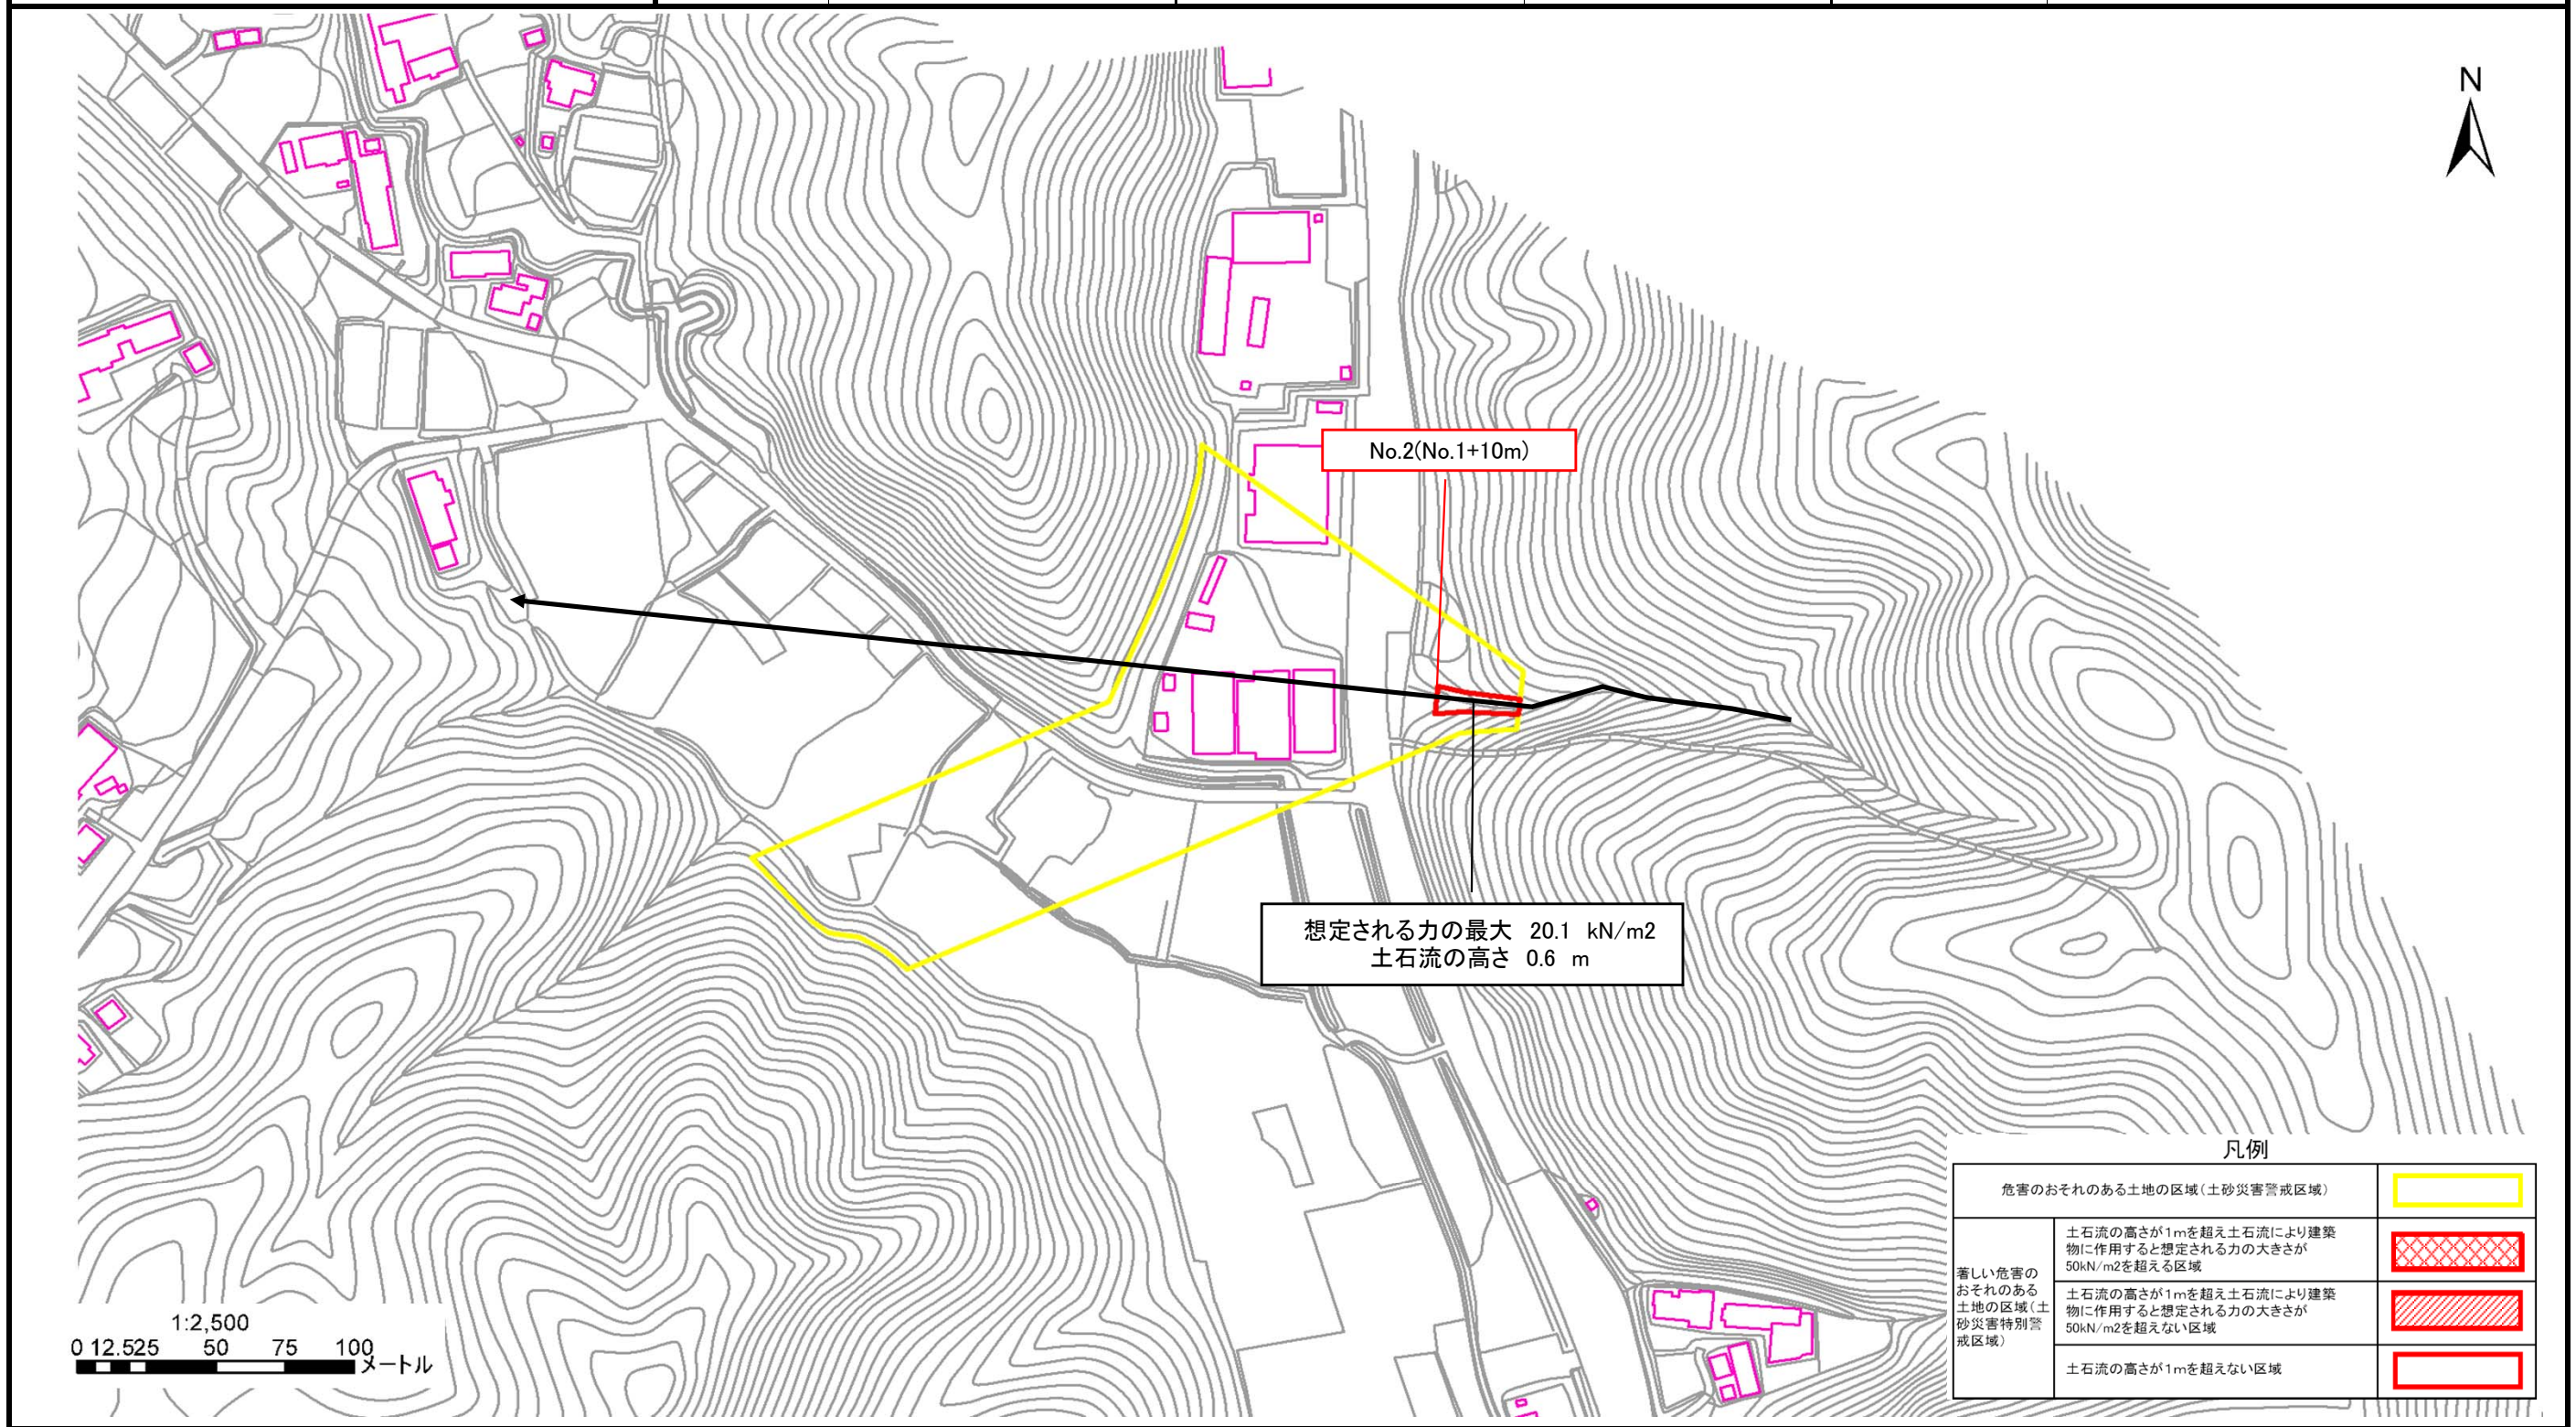 N
No.2(No.1+10m)
想定される力の最大 20.1 kN/m2
土石流の高さ 0.6 m
1:2,500
0 12.525 50 75 100
メートル
凡例
危害のおそれのある土地の区域(土砂災害警戒区域)
著しい危害の
おそれのある
土地の区域(土
砂災害特別警
戒区域)
土石流の高さが1mを超え土石流により建築
物に作用すると想定される力の大きさが
50kN/m2を超える区域
土石流の高さが1mを超え土石流により建築
物に作用すると想定される力の大きさが
50kN/m2を超えない区域
土石流の高さが1mを超えない区域